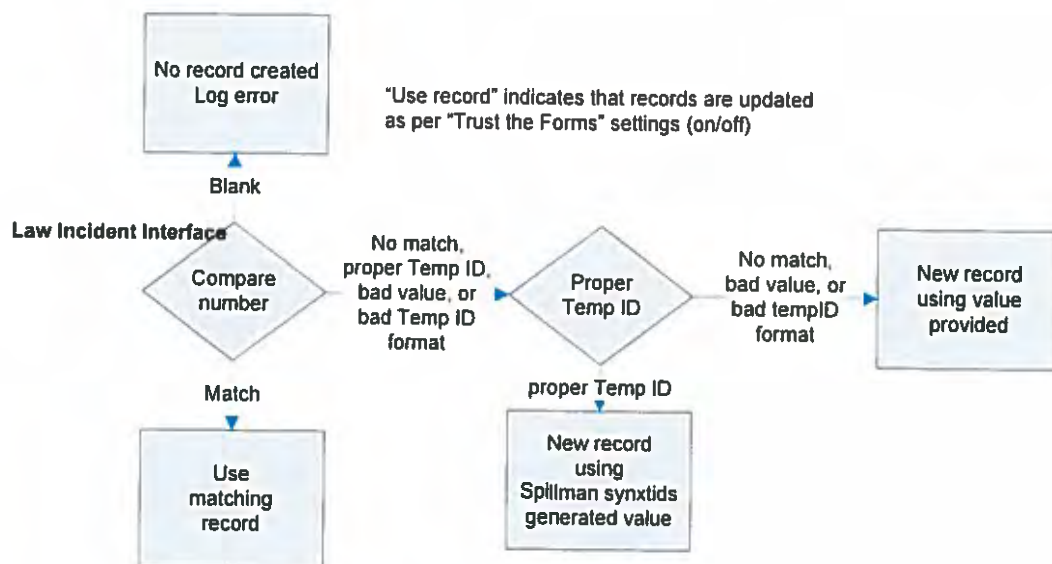 No record created
Log error
"Use record" indicates that records are updated
as per "Trust the Forms" settings (on/off)
Blank
Law Incident Interface
Compare
number
No match,
proper Temp ID,
bad value, or
bad Temp ID
format
Proper
Temp ID
No match,
bad value, or
bad tempID
format
New record
using value
provided
Match
proper Temp ID
Use
matching
record
New record
using
Spillman synxtids
generated value